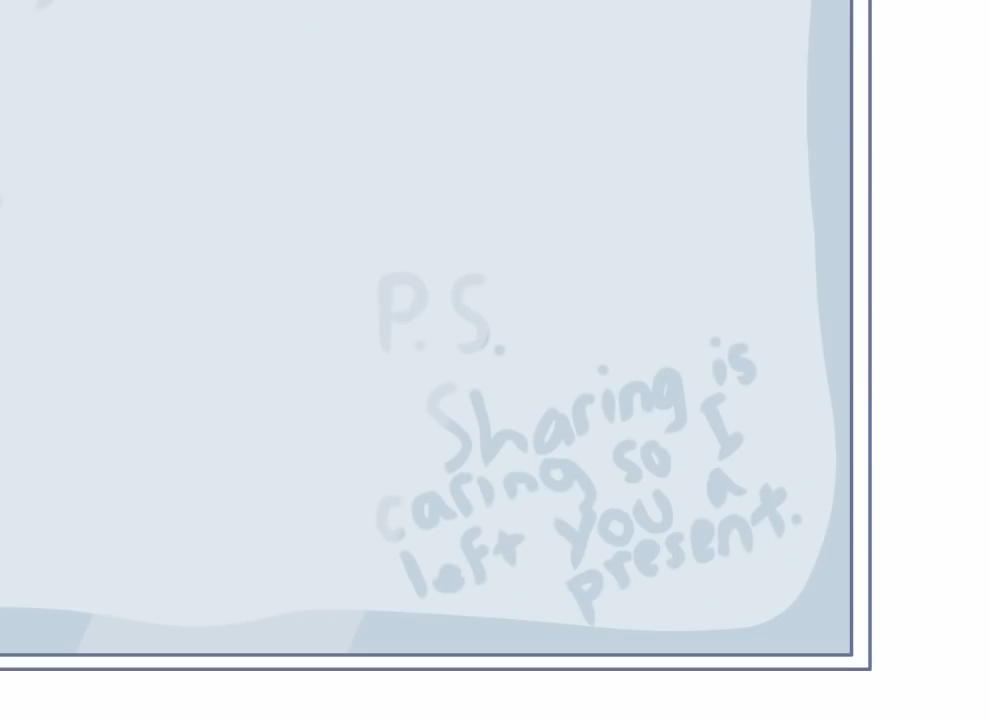 P.S.
Sharing is
caring so I
left you a
present.